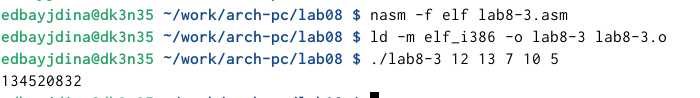 edbayjdina@dk3n35 ~/work/arch-pc/lab08 $ nasm -f elf lab8-3.asm
edbayjdina@dk3n35 ~/work/arch-pc/lab08 $ ld -m elf_i386 -o lab8-3 lab8-3.o
edbayjdina@dk3n35 ~/work/arch-pc/lab08 $ ./lab8-3 12 13 7 10 5
134520832